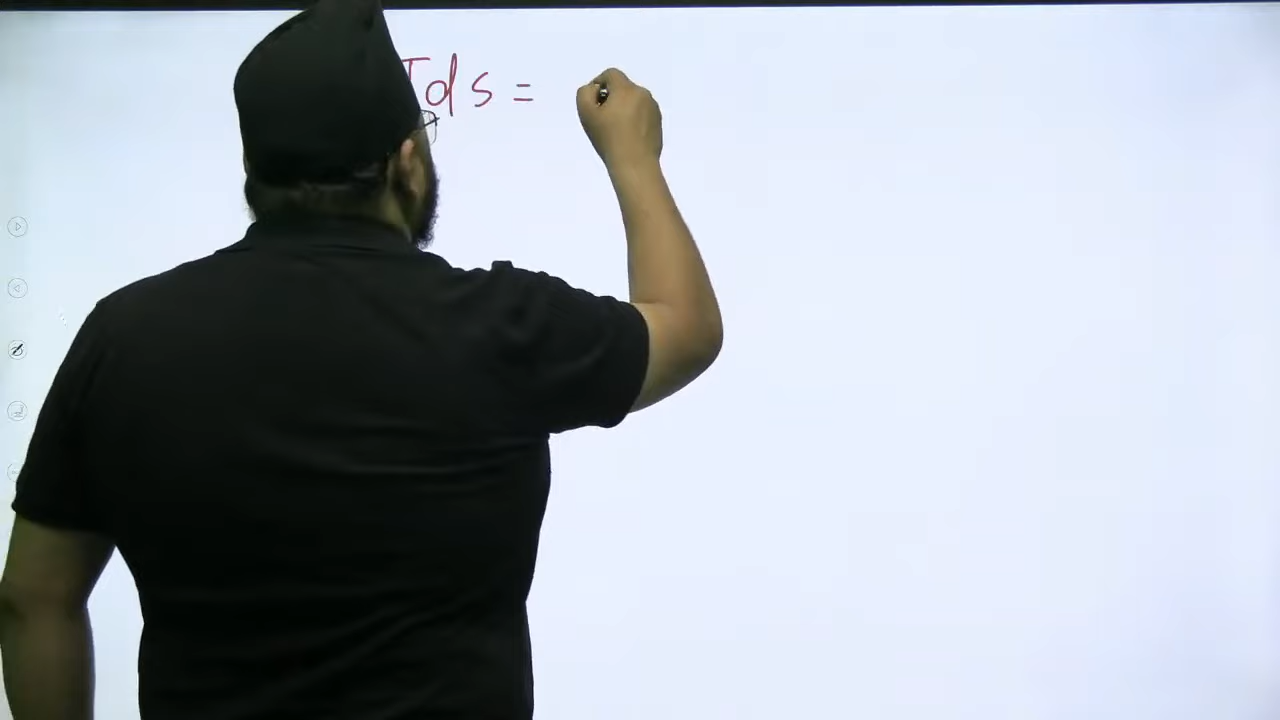 Tds =